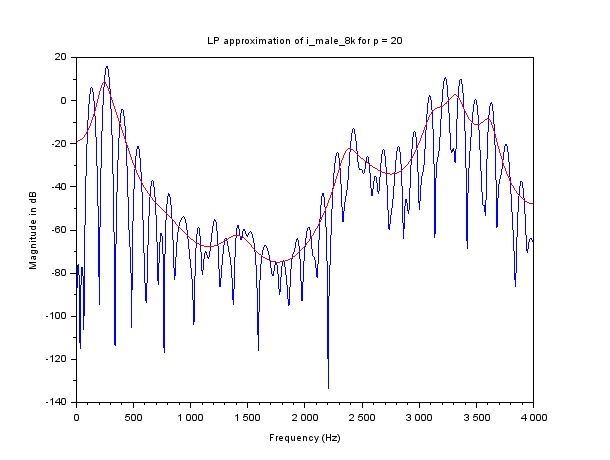 LP approximation of i_male_8k for p = 20
20
0
-20
-40
-60
-80
-100
-120
-140
Magnitude in dB
0 500 1 000 1 500 2 000 2 500 3 000 3 500 4 000
Frequency (Hz)